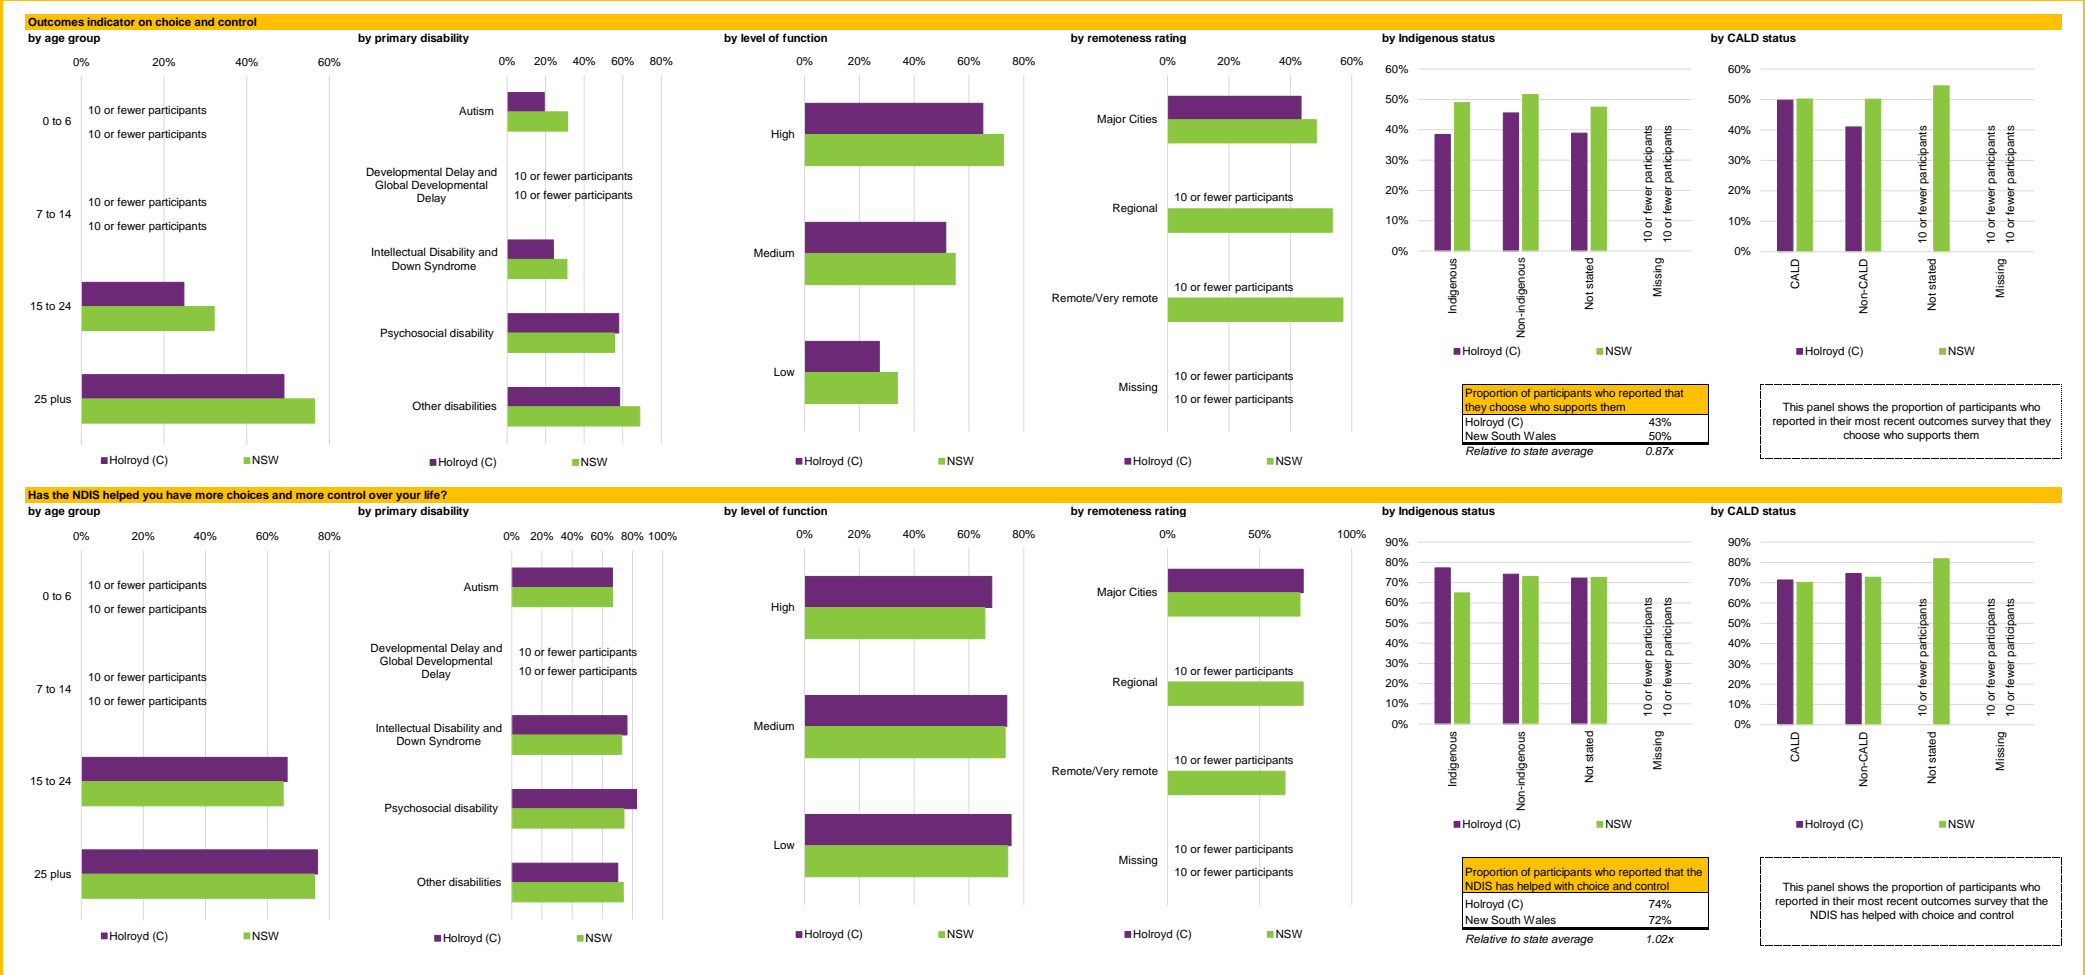 Outcomes indicator on choice and control
by age group
0% 20% 40% 60%
0 to 6
10 or fewer participants
10 or fewer participants
7 to 14
10 or fewer participants
10 or fewer participants
15 to 24
25 plus
Holroyd (C) NSW
by primary disability
0% 20% 40% 60% 80%
Autism
Developmental Delay and
Global Developmental
Delay
10 or fewer participants
10 or fewer participants
Intellectual Disability and
Down Syndrome
Psychosocial disability
Other disabilities
Holroyd (C) NSW
by level of function
0% 20% 40% 60% 80%
High
Medium
Low
Holroyd (C) NSW
by remoteness rating
0% 20% 40% 60%
Major Cities
Regional
10 or fewer participants
Remote/Very remote
10 or fewer participants
Missing
10 or fewer participants
10 or fewer participants
Holroyd (C) NSW
by Indigenous status
60%
50%
40%
30%
20%
10%
0%
10 or fewer participants
10 or fewer participants
Indigenous
Non-indigenous
Not stated
Missing
Holroyd (C) NSW
Proportion of participants who reported that
they choose who supports them
Holroyd (C) 43%
New South Wales 50%
Relative to state average 0.87x
by CALD status
60%
50%
40%
30%
20%
10%
0%
10 or fewer participants
10 or fewer participants
10 or fewer participants
CALD
Non-CALD
Not stated
Missing
Holroyd (C) NSW
This panel shows the proportion of participants who
reported in their most recent outcomes survey that they
choose who supports them
Has the NDIS helped you have more choices and more control over your life?
by age group
0% 20% 40% 60% 80%
0 to 6
10 or fewer participants
10 or fewer participants
7 to 14
10 or fewer participants
10 or fewer participants
15 to 24
25 plus
Holroyd (C) NSW
by primary disability
0% 20% 40% 60% 80% 100%
Autism
Developmental Delay and
Global Developmental
Delay
10 or fewer participants
10 or fewer participants
Intellectual Disability and
Down Syndrome
Psychosocial disability
Other disabilities
Holroyd (C) NSW
by level of function
0% 20% 40% 60% 80%
High
Medium
Low
Holroyd (C) NSW
by remoteness rating
0% 50% 100%
Major Cities
Regional
10 or fewer participants
Remote/Very remote
10 or fewer participants
Missing
10 or fewer participants
10 or fewer participants
Holroyd (C) NSW
by Indigenous status
90%
80%
70%
60%
50%
40%
30%
20%
10%
0%
10 or fewer participants
10 or fewer participants
Indigenous
Non-indigenous
Not stated
Missing
Holroyd (C) NSW
Proportion of participants who reported that the
NDIS has helped with choice and control
Holroyd (C) 74%
New South Wales 72%
Relative to state average 1.02x
by CALD status
90%
80%
70%
60%
50%
40%
30%
20%
10%
0%
10 or fewer participants
10 or fewer participants
10 or fewer participants
CALD
Non-CALD
Not stated
Missing
Holroyd (C) NSW
This panel shows the proportion of participants who
reported in their most recent outcomes survey that the
NDIS has helped with choice and control